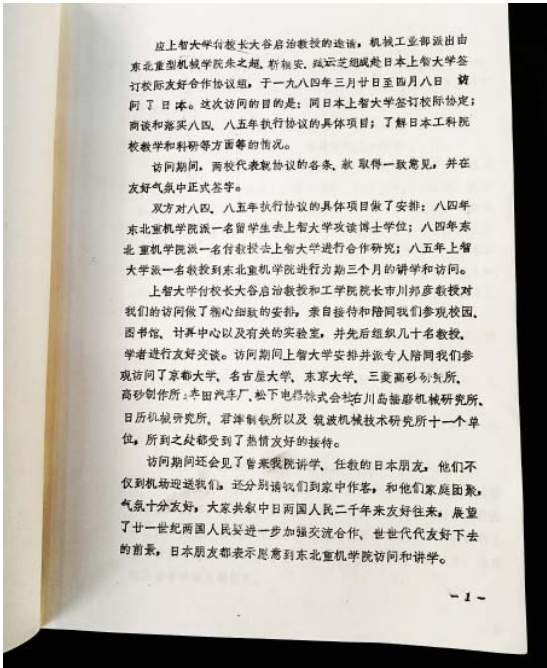 应上智大学付校长大谷启治教授的邀请，机械工业部派出由
东北重型机械学院朱之超、靳翔安、跃云芝组成赴日本上智大学签
订校际友好合作协议组，于一九八四年三月廿日至四月八日 访
问了日本。这次访问的目的是：同日本上智大学签订校际协定；
商谈和落实八四、八五年执行协议的具体项目；了解日本工科院
校教学和科研等方面等的情况。
访问期间，两校代表就协议的各条、款 取得一致意见，并在
友好气氛中正式签字。
双方对八四、八五年执行协议的具体项目做了安排：八四年
东北重机学院派一名留学生去上智大学攻读博士学位；八四年东
北重机学院派一名付教授去上智大学进行合作研究；八五年上智
大学派一名教授到东北重机学院进行为期三个月的讲学和访问。
上智大学付校长大谷启治教授和工学院院长市川邦彦教授对
我们的访问做了精心细致的安排，亲自接待和陪同我们参观校园、
图书馆、计算中心以及有关的实验室，并先后组织几十名教授、
学者进行友好交谈。访问期间上智大学安排并派专人陪同我们参
观访问了京都大学、名古屋大学、东京大学、三菱高砂研究所、
高砂制作所；丰田汽车厂、松下电器株式会社石川岛播磨机械研究所、
日历机械研究所、君津制铁所以及 筑波机械技术研究所十一个单
位，所到之处都受到了热情友好的接待。
访问期间还会见了曾来我院讲学、任教的日本朋友，他们不
仅到机场迎送我们，还分别请我们到家中作客，和他们家庭团聚，
气氛十分友好，大家共叙中日两国人民二千年来友好往来，展望
了廿一世纪两国人民要进一步加强交流合作、世世代代友好下去
的前景，日本朋友都表示愿意到东北重机学院访问和讲学。
－1－